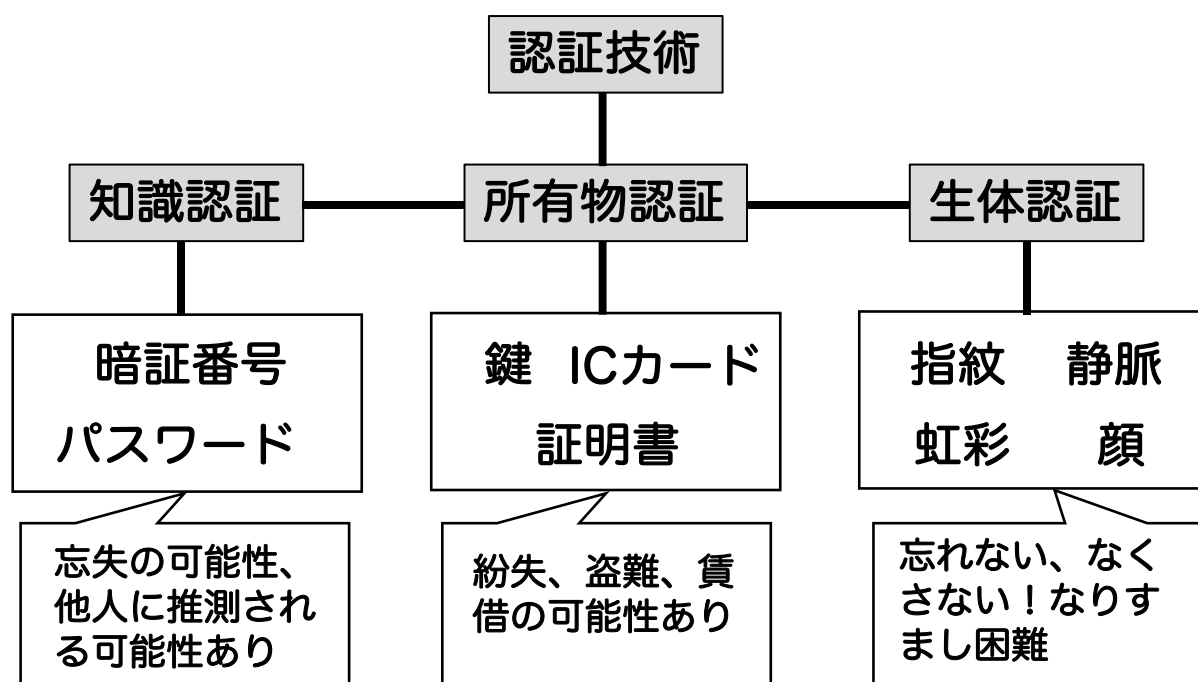 認証技術
知識認証
所有物認証
生体認証
暗証番号
パスワード
鍵 ICカード
証明書
指紋 静脈
虹彩 顔
忘失の可能性、
他人に推測され
る可能性あり
紛失、盗難、賃
借の可能性あり
忘れない、なく
さない！なりす
まし困難